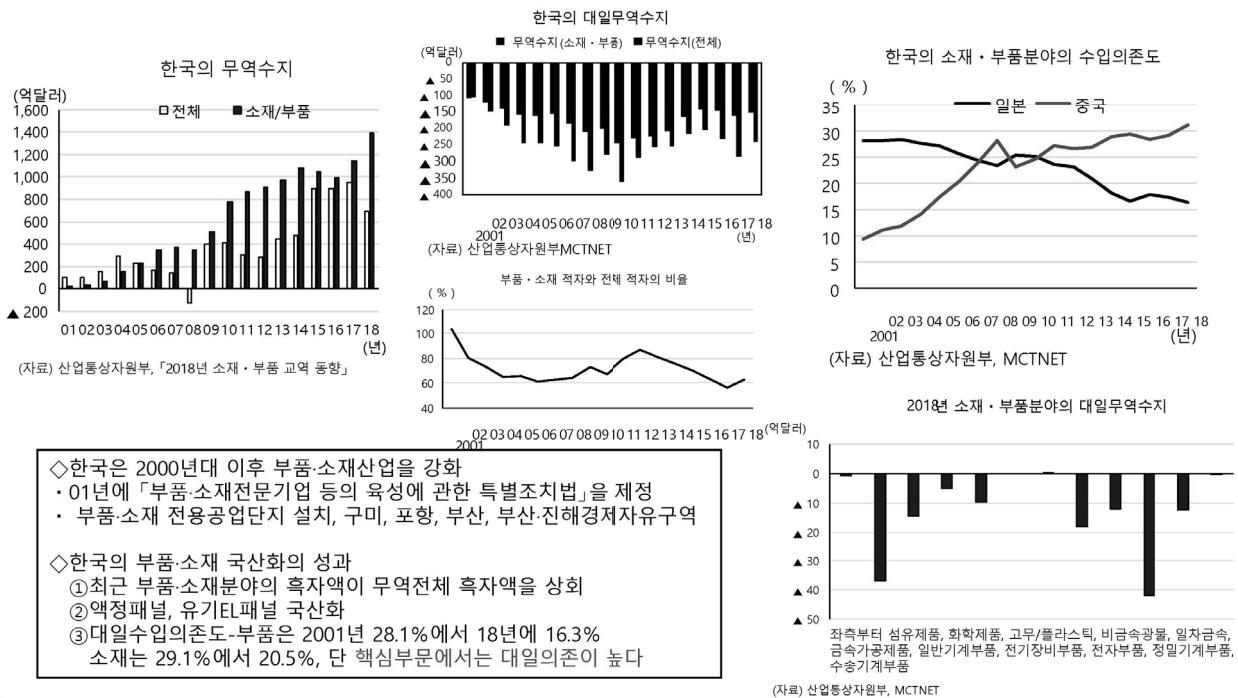 한국의 무역수지
(억달러)
전체 소재/부품
1,600
1,400
1,200
1,000
800
600
400
200
0
▲ 200
01 02 03 04 05 06 07 08 09 10 11 12 13 14 15 16 17 18
(년)
(자료) 산업통상자원부, 「2018년 소재・부품 교역 동향」
한국의 대일무역수지
무역수지(소재・부품) 무역수지(전체)
(억달러)
0
▲ 50
▲ 100
▲ 150
▲ 200
▲ 250
▲ 300
▲ 350
▲ 400
02 03 04 05 06 07 08 09 10 11 12 13 14 15 16 17 18
2001
(년)
(자료) 산업통상자원부MCTNET
부품・소재 적자와 전체 적자의 비율
( % )
120
100
80
60
40
02 03 04 05 06 07 08 09 10 11 12 13 14 15 16 17 18
2001
한국의 소재・부품분야의 수입의존도
( % )
일본 중국
35
30
25
20
15
10
5
0
02 03 04 05 06 07 08 09 10 11 12 13 14 15 16 17 18
2001
(년)
(자료) 산업통상자원부, MCTNET
2018년 소재・부품분야의 대일무역수지
(억달러)
10
0
▲ 10
▲ 20
▲ 30
▲ 40
▲ 50
좌측부터 섬유제품, 화학제품, 고무/플라스틱, 비금속광물, 일차금속,
금속가공제품, 일반기계부품, 전기장비부품, 전자부품, 정밀기계부품,
수송기계부품
(자료) 산업통상자원부, MCTNET
◇한국은 2000년대 이후 부품·소재산업을 강화
・01년에 「부품·소재전문기업 등의 육성에 관한 특별조치법」을 제정
・ 부품·소재 전용공업단지 설치, 구미, 포항, 부산, 부산·진해경제자유구역
◇한국의 부품·소재 국산화의 성과
①최근 부품·소재분야의 흑자액이 무역전체 흑자액을 상회
②액정패널, 유기EL패널 국산화
③대일수입의존도-부품은 2001년 28.1%에서 18년에 16.3%
소재는 29.1%에서 20.5%, 단 핵심부문에서는 대일의존이 높다